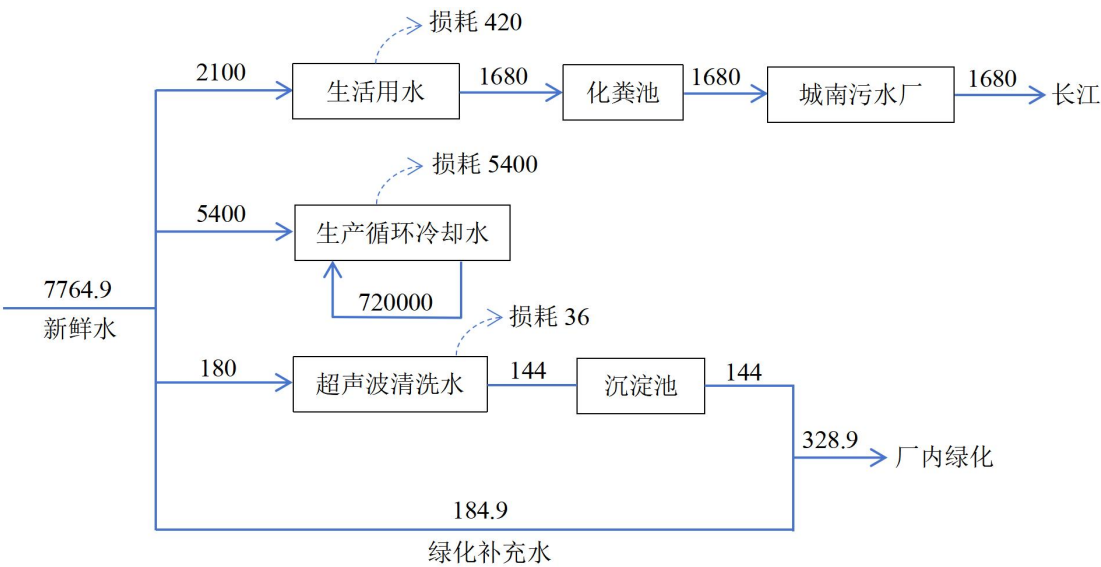 损耗 420
2100
生活用水
1680
化粪池
1680
城南污水厂
1680
长江
损耗 5400
5400
生产循环冷却水
720000
7764.9
新鲜水
损耗 36
180
超声波清洗水
144
沉淀池
144
328.9
厂内绿化
184.9
绿化补充水